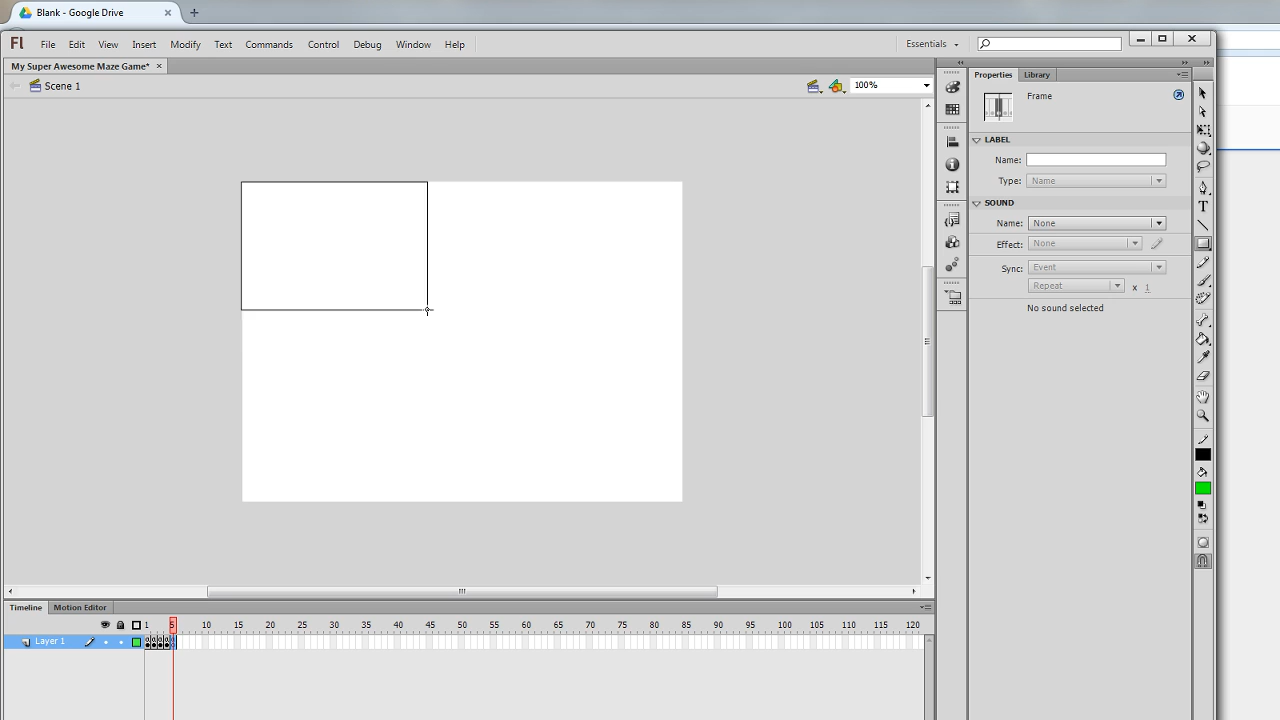 Blank - Google Drive
Fl File Edit View Insert Modify Text Commands Control Debug Window Help Essentials
My Super Awesome Maze Game*
Scene 1 100%
Properties Library
Frame
LABEL
Name:
Type: Name
SOUND
Name: None
Effect: None
Sync: Event
Repeat x 1
No sound selected
Timeline Motion Editor
1 5 10 15 20 25 30 35 40 45 50 55 60 65 70 75 80 85 90 95 100 105 110 115 120
Layer 1